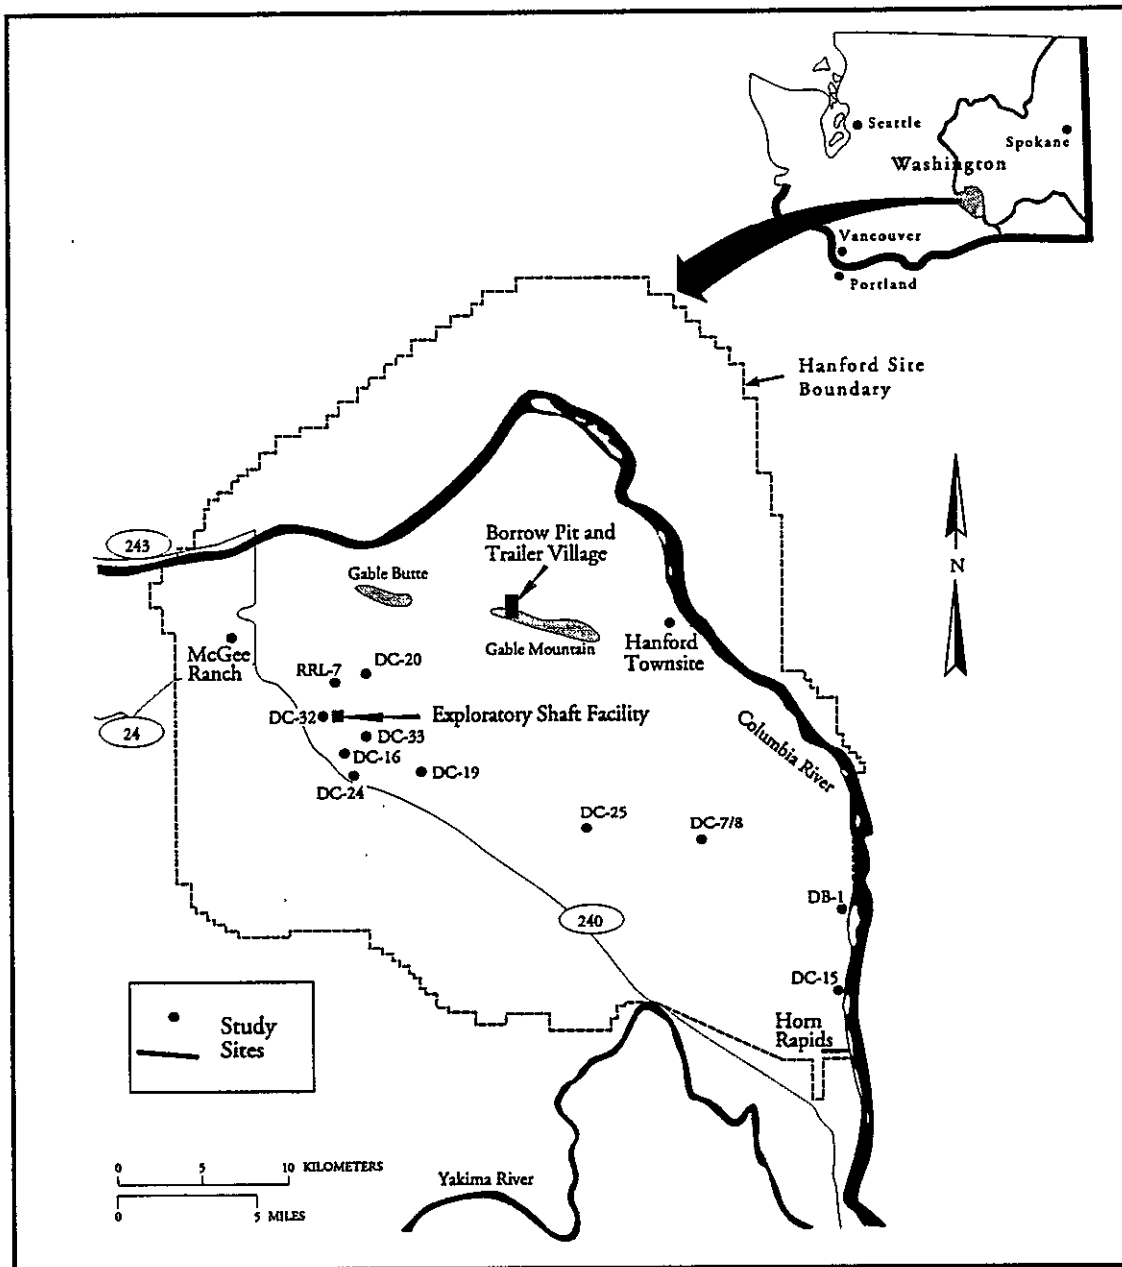 Seattle
Spokane
Washington
Vancouver
Portland
Hanford Site
Boundary
243
Borrow Pit and
Trailer Village
N
Gable Butte
Gable Mountain
Hanford
Townsite
McGee
Ranch
RRL-7
DC-20
24
DC-32
Exploratory Shaft Facility
DC-33
DC-16
DC-19
DC-24
Columbia River
DC-25
DC-7/8
DB-1
240
DC-15
Study
Sites
Horn
Rapids
0 5 10 KILOMETERS
0 5 MILES
Yakima River